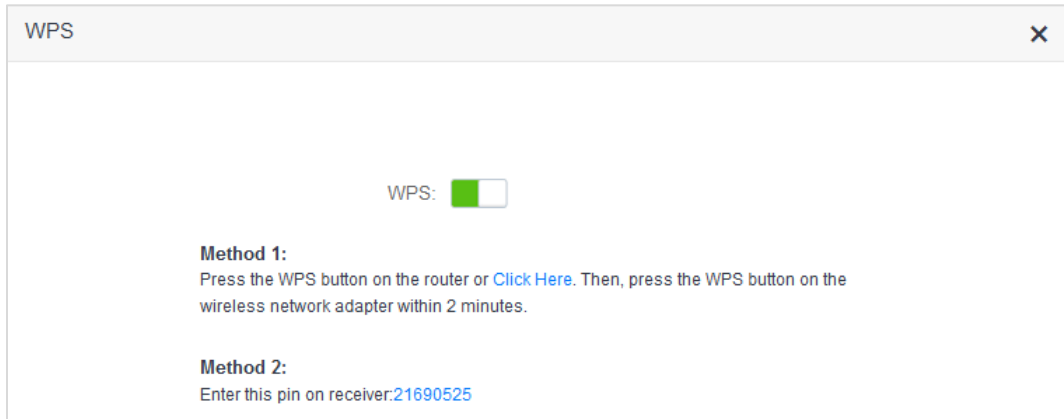 WPS
WPS:
Method 1:
Press the WPS button on the router or Click Here. Then, press the WPS button on the
wireless network adapter within 2 minutes.
Method 2:
Enter this pin on receiver:21690525